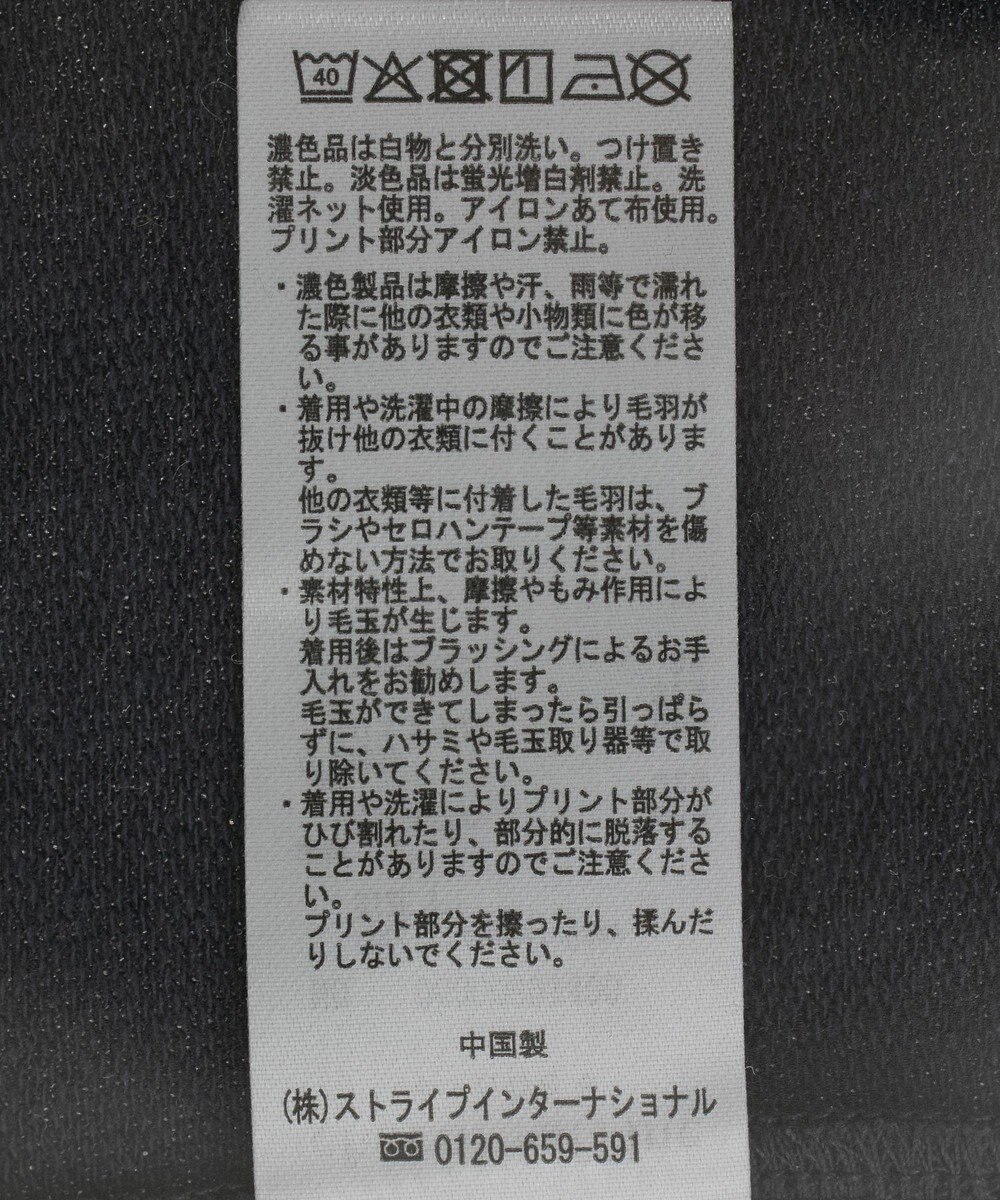 40
濃色品は白物と分別洗い。つけ置き
禁止。淡色品は蛍光増白剤禁止。洗
濯ネット使用。アイロンあて布使用。
プリント部分アイロン禁止。
・濃色製品は摩擦や汗、雨等で濡れ
た際に他の衣類や小物類に色が移
る事がありますのでご注意くださ
い。
・着用や洗濯中の摩擦により毛羽が
抜け他の衣類に付くことがありま
す。
他の衣類等に付着した毛羽は、ブ
ラシやセロハンテープ等素材を傷
めない方法でお取りください。
・素材特性上、摩擦やもみ作用によ
り毛玉が生じます。
着用後はブラッシングによるお手
入れをお勧めします。
毛玉ができてしまったら引っぱら
ずに、ハサミや毛玉取り器等で取
り除いてください。
・着用や洗濯によりプリント部分が
ひび割れたり、部分的に脱落する
ことがありますのでご注意くださ
い。
プリント部分を擦ったり、揉んだ
りしないでください。
中国製
(株)ストライプインターナショナル
0120-659-591